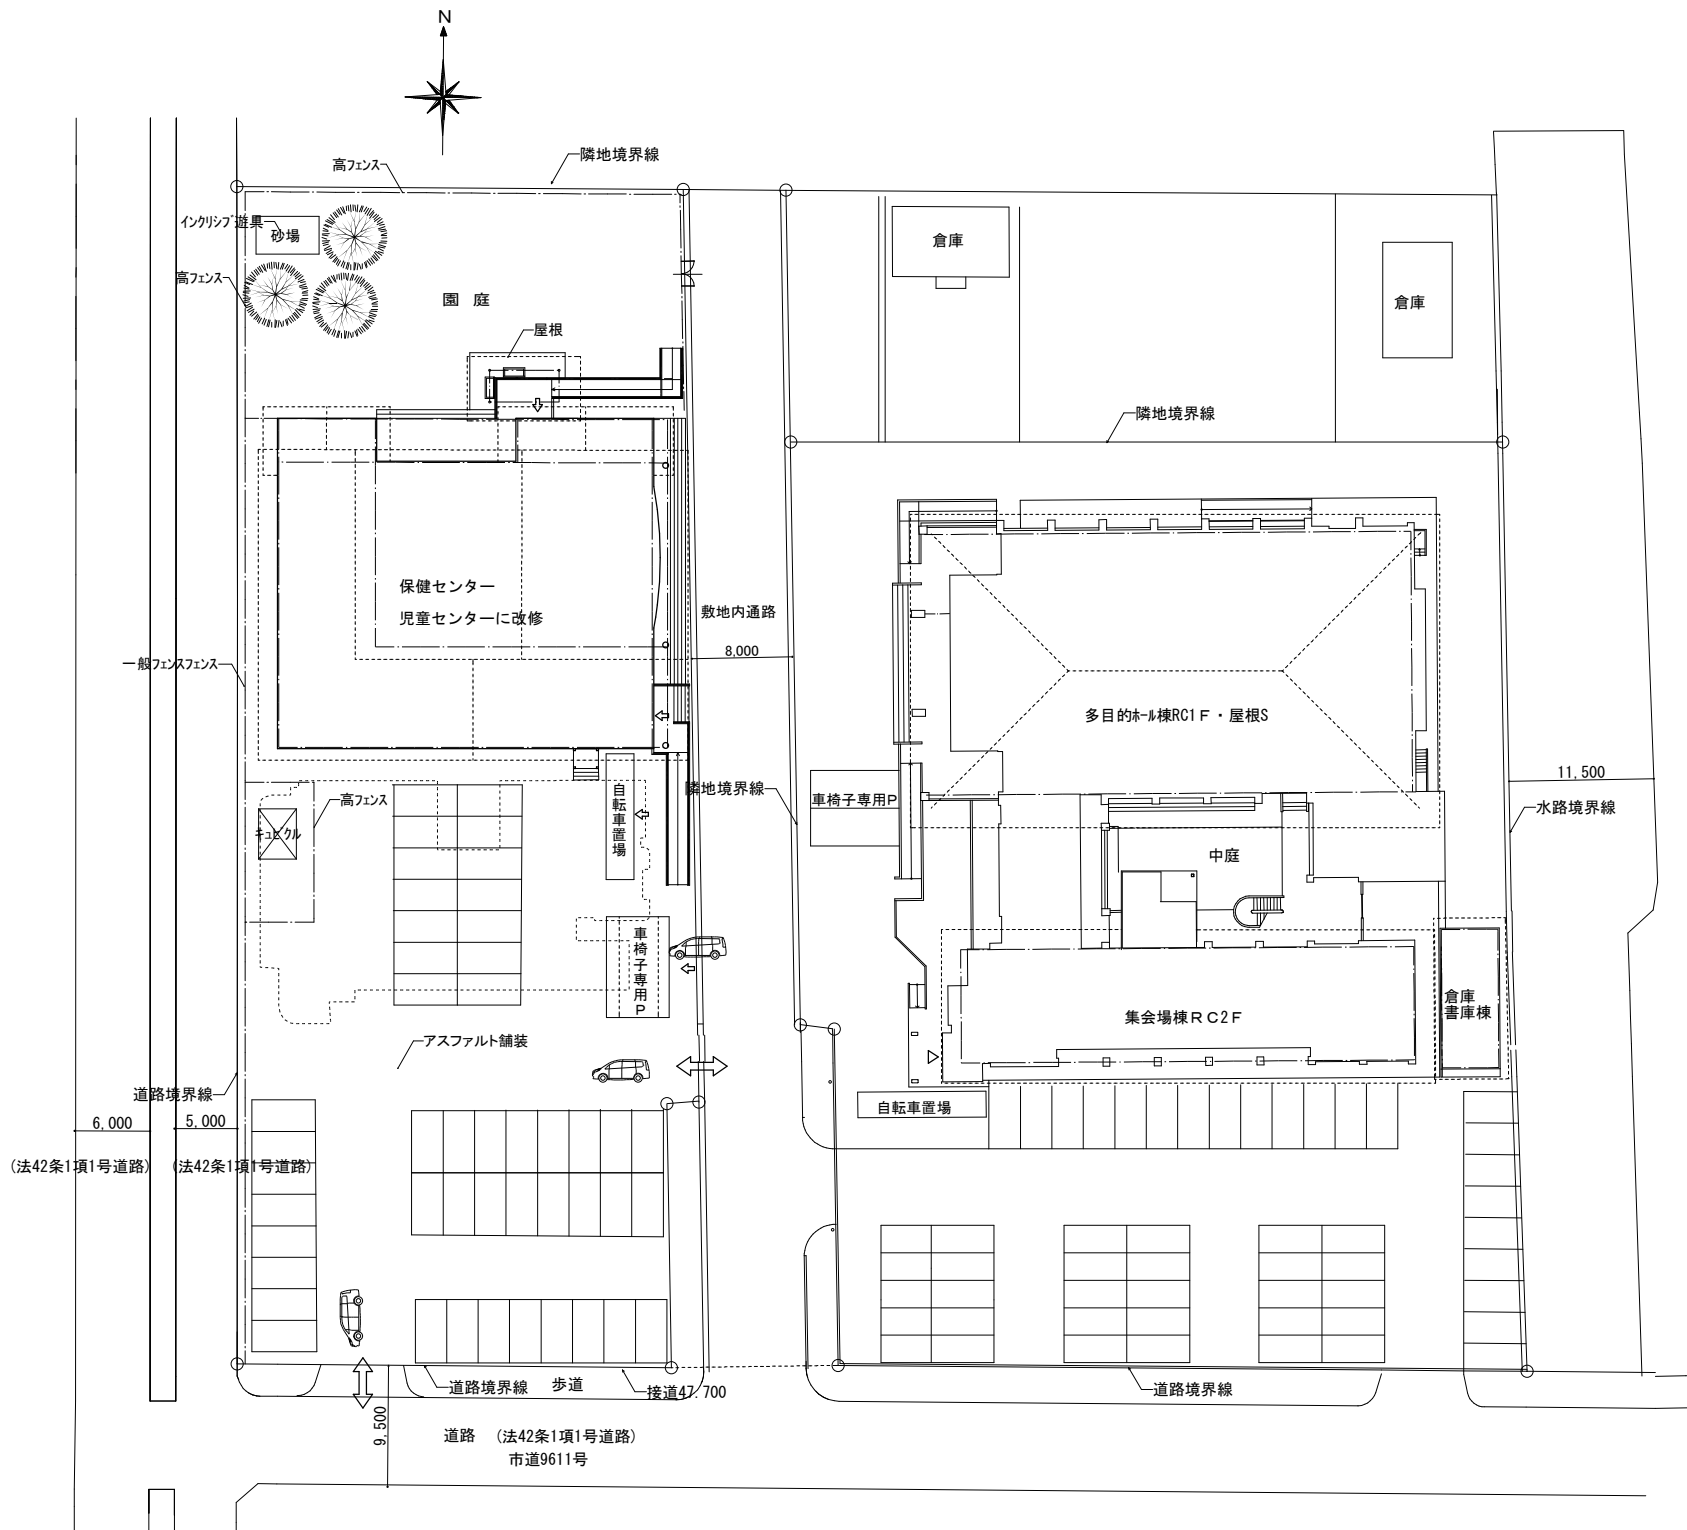 N
高フェンス
隣地境界線
インクリシブ遊具
砂場
倉庫
高フェンス
園 庭
倉庫
屋根
隣地境界線
保健センター
児童センターに改修
敷地内通路
8,000
一般フェンスフェンス
多目的ホール棟RC1F・屋根S
11,500
隣地境界線
車椅子専用P
水路境界線
高フェンス
自転車置場
キュビクル
中庭
車椅子専用P
倉庫
書庫棟
集会場棟RC2F
アスファルト舗装
道路境界線
自転車置場
6,000
5,000
(法42条1項1号道路)
(法42条1項1号道路)
道路境界線
歩道
接道47.700
道路境界線
9,500
道路 (法42条1項1号道路)
市道9611号